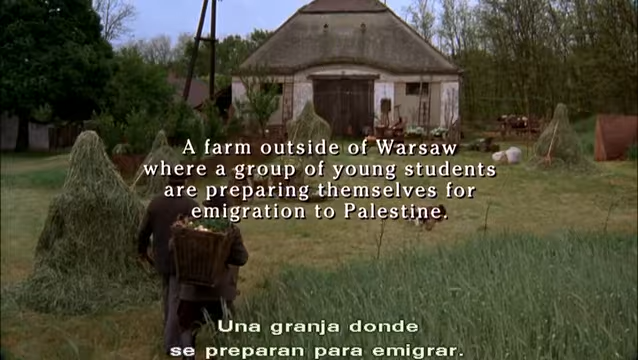 A farm outside of Warsaw
where a group of young students
are preparing themselves for
emigration to Palestine.
Una granja donde
se preparan para emigrar.